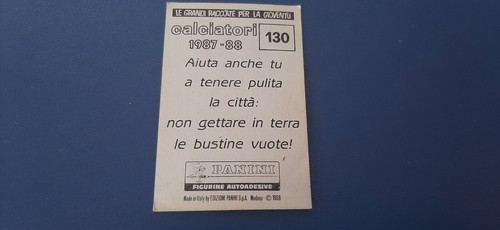 LE GRANDI RACCOLTE PER LA GIOVENTÙ
calciatori
1987-88
130
Aiuta anche tu
a tenere pulita
la città:
non gettare in terra
le bustine vuote!
PANINI
FIGURINE AUTOADESIVE
Made in Italy by EDIZIONI PANINI S.p.A. Modena - © 1988